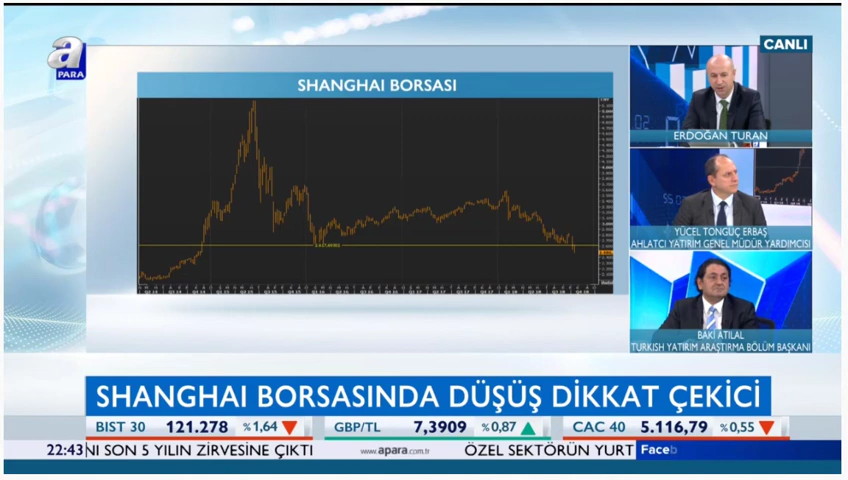 a
PARA
CANLI
SHANGHAI BORSASI
ERDOĞAN TURAN
YÜCEL TONGUÇ ERBAŞ
AHLATCI YATIRIM GENEL MÜDÜR YARDIMCISI
BAKİ ATILAL
TURKISH YATIRIM ARAŞTIRMA BÖLÜM BAŞKANI
SHANGHAI BORSASINDA DÜŞÜŞ DİKKAT ÇEKİCİ
BIST 30 121.278 %1,64 GBP/TL 7,3909 %0,87 CAC 40 5.116,79 %0,55
22:43 NI SON 5 YILIN ZİRVESİNE ÇIKTI www.apara.com.tr ÖZEL SEKTÖRÜN YURT Faceb